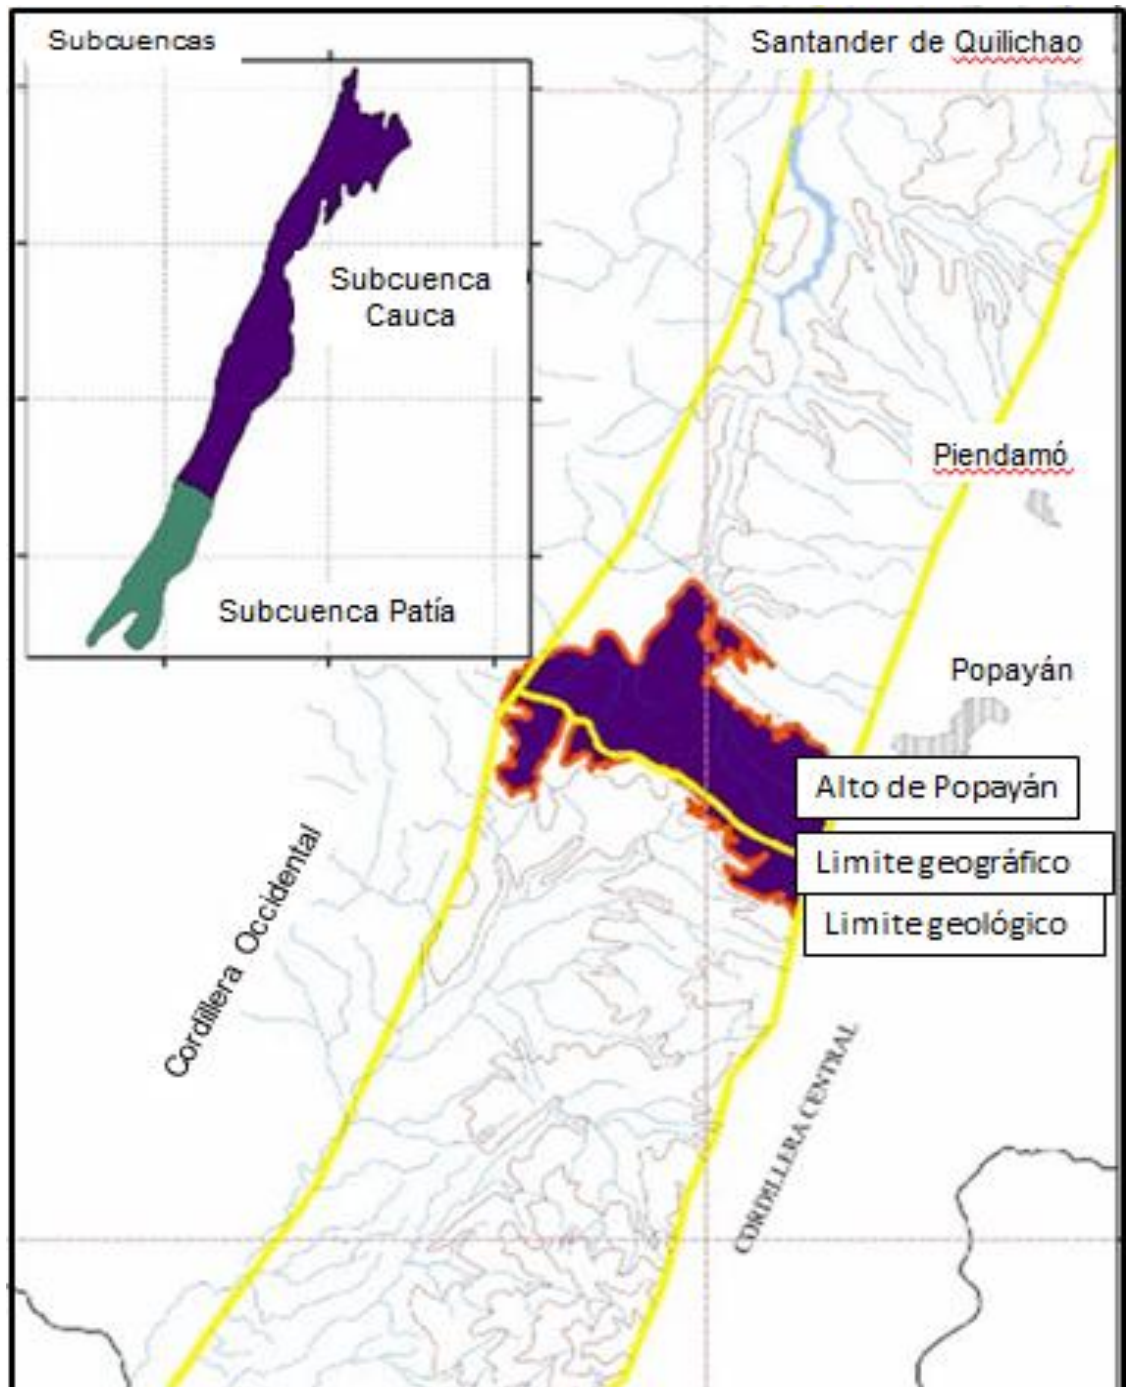 Subcuencas
Santander de Quilichao
Subcuenca
Cauca
Piendamó
Subcuenca Patía
Popayán
Alto de Popayán
Limite geográfico
Limite geológico
Cordillera Occidental
CORDILLERA CENTRAL